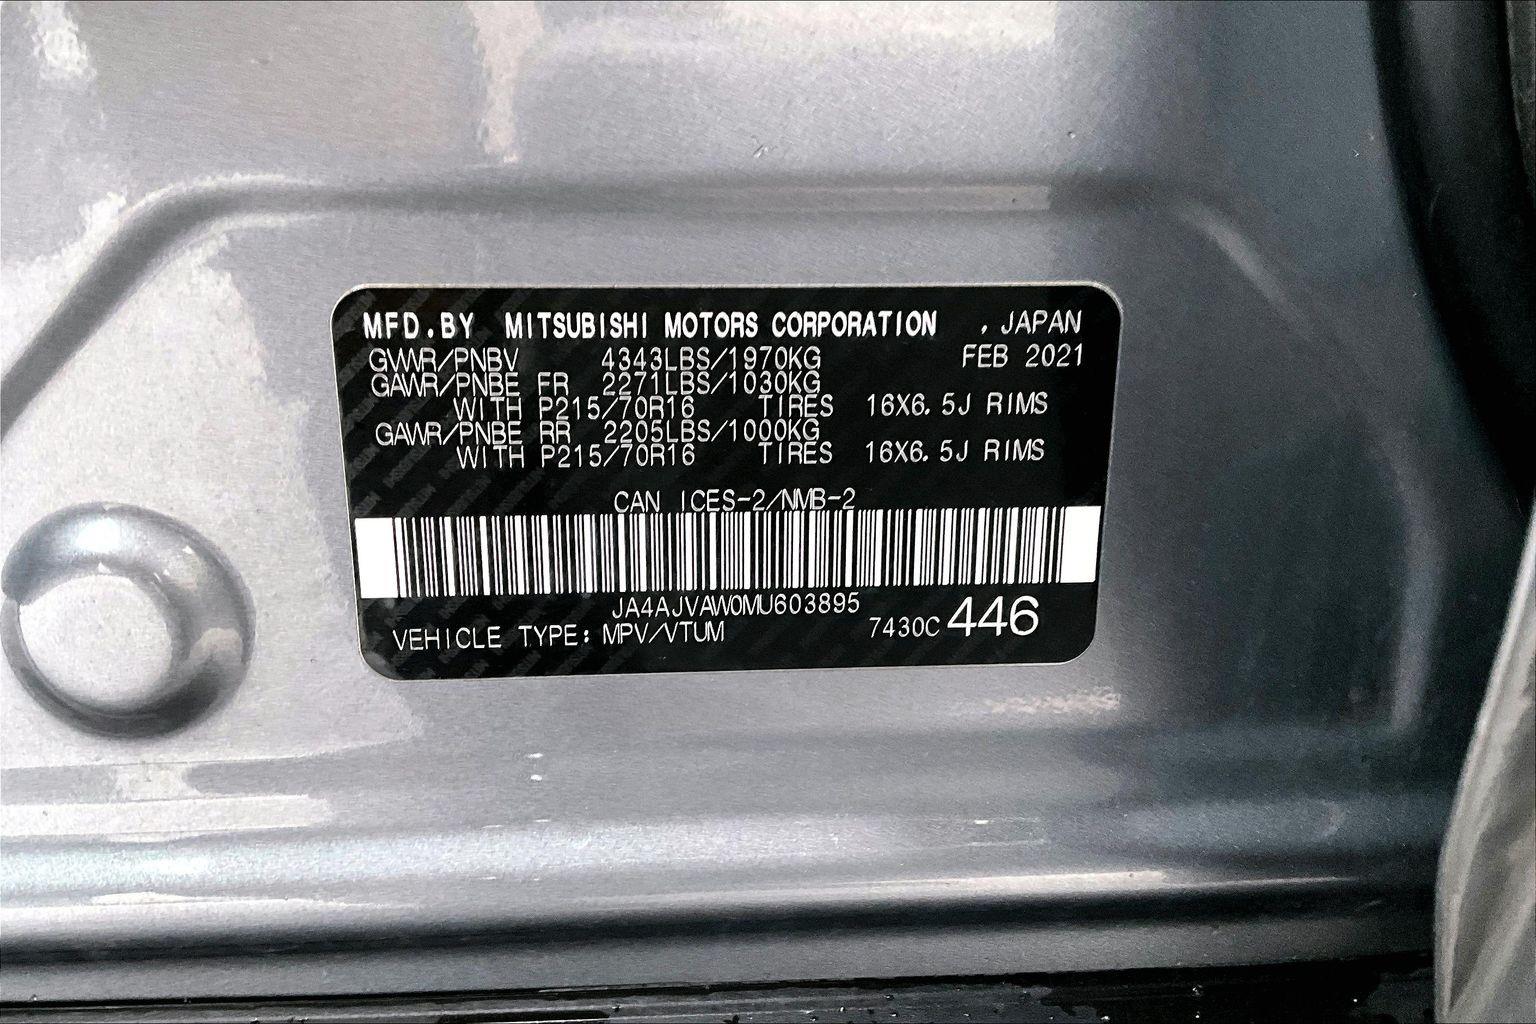 MFD.BY MITSUBISHI MOTORS CORPORATION , JAPAN
GVWR/PNBV 4343LBS/1970KG FEB 2021
GAWR/PNBE FR 2271LBS/1030KG
WITH P215/70R16 TIRES 16X6.5J RIMS
GAWR/PNBE RR 2205LBS/1000KG
WITH P215/70R16 TIRES 16X6.5J RIMS
CAN ICES-2/NMB-2
JA4AJVAW0MU603895
VEHICLE TYPE: MPV/VTUM 7430C 446